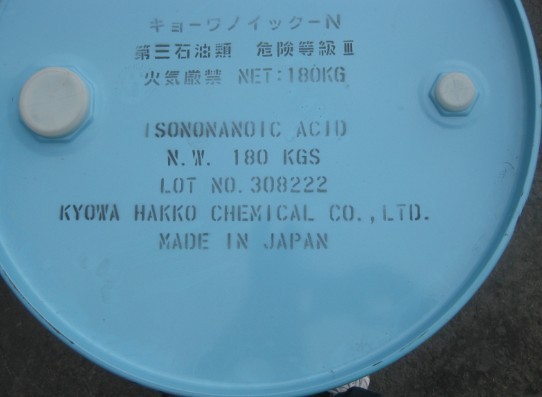 キョーワノイックーN
第三石油類 危険等級Ⅲ
火気厳禁 NET:180KG
ISONONANOIC ACID
N.W. 180 KGS
LOT NO.308222
KYOWA HAKKO CHEMICAL CO.,LTD.
MADE IN JAPAN